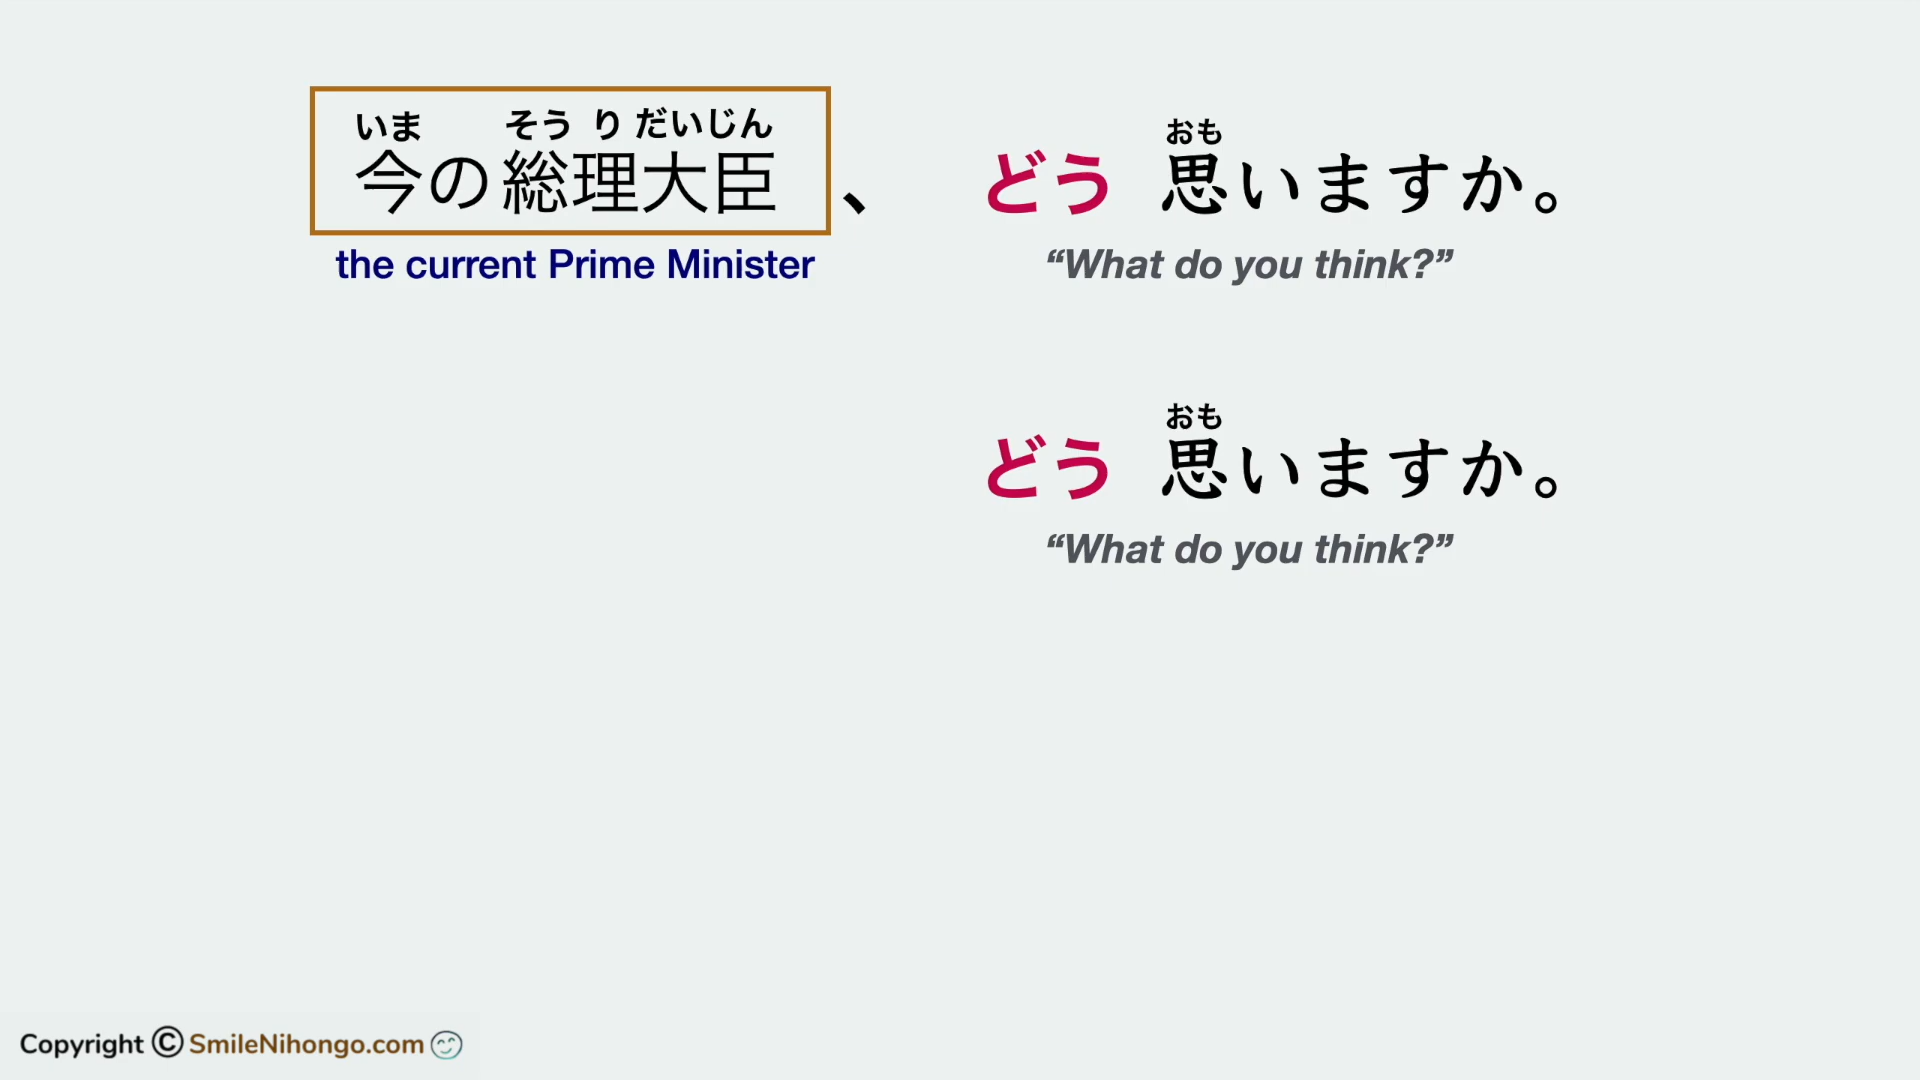 いま そうりだいじん
今の総理大臣、
the current Prime Minister
おも
どう 思いますか。
“What do you think?”
おも
どう 思いますか。
“What do you think?”
Copyright © SmileNihongo.com